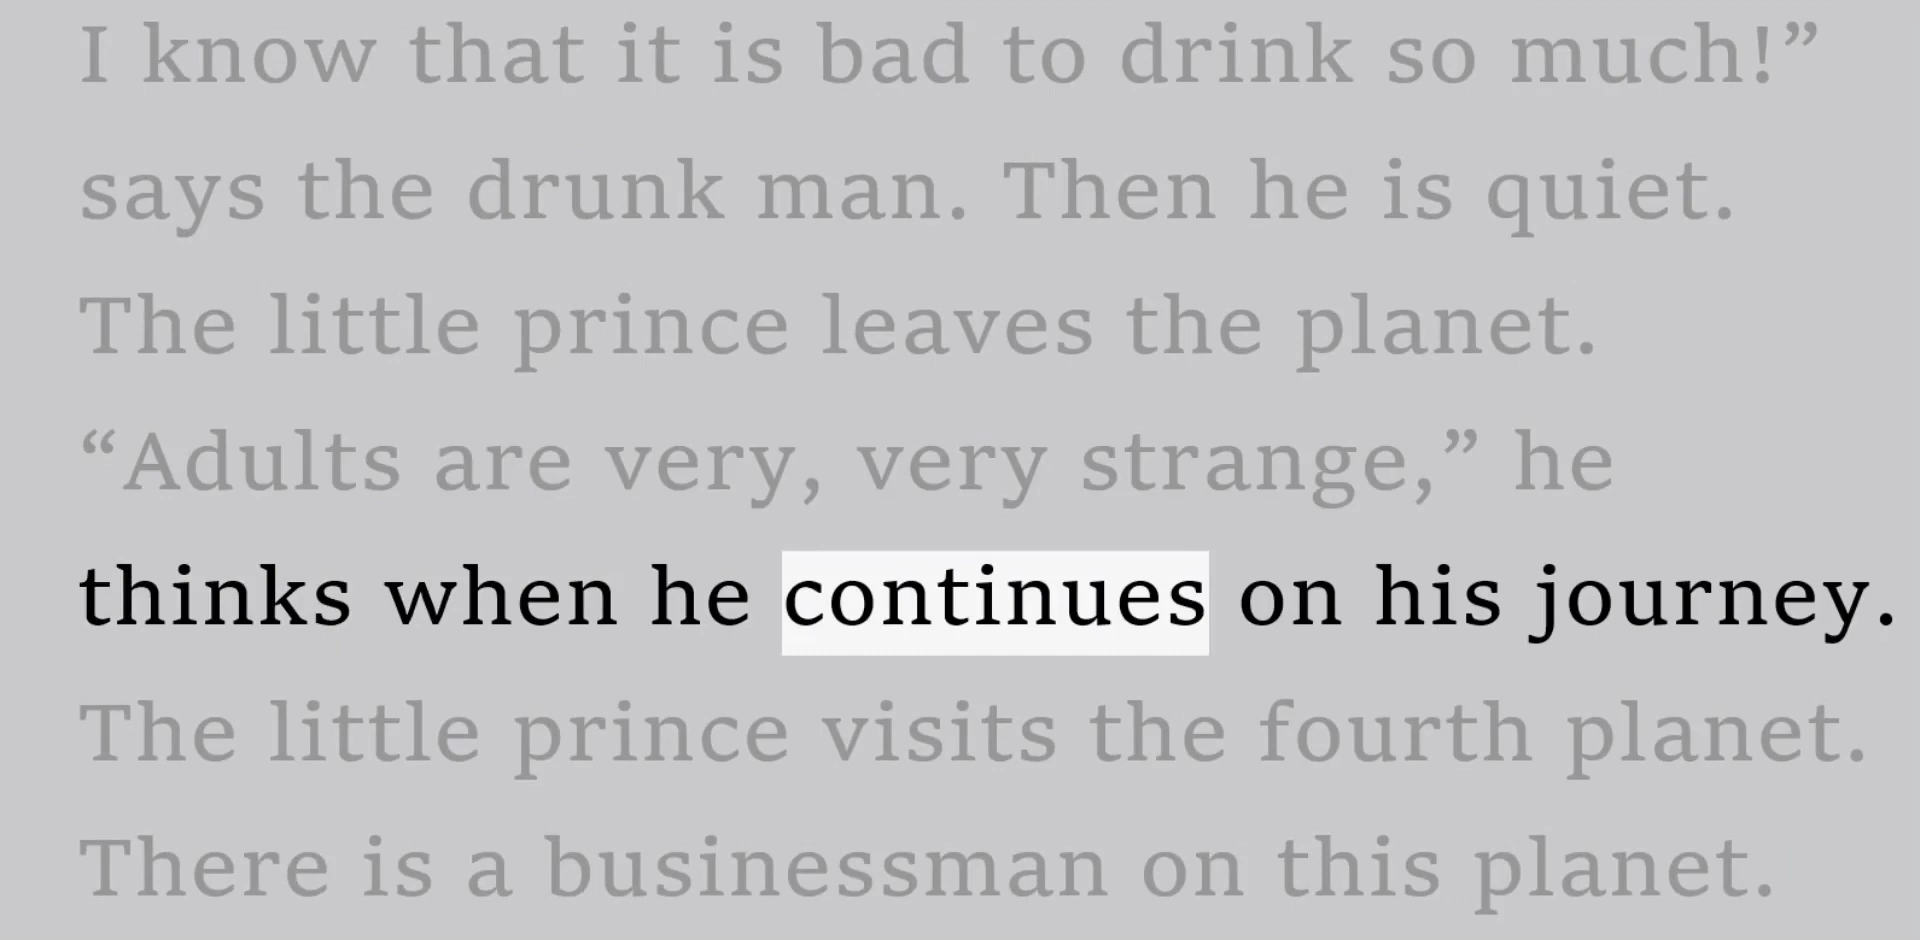 I know that it is bad to drink so much!”
says the drunk man. Then he is quiet.
The little prince leaves the planet.
“Adults are very, very strange,” he
thinks when he continues on his journey.
The little prince visits the fourth planet.
There is a businessman on this planet.